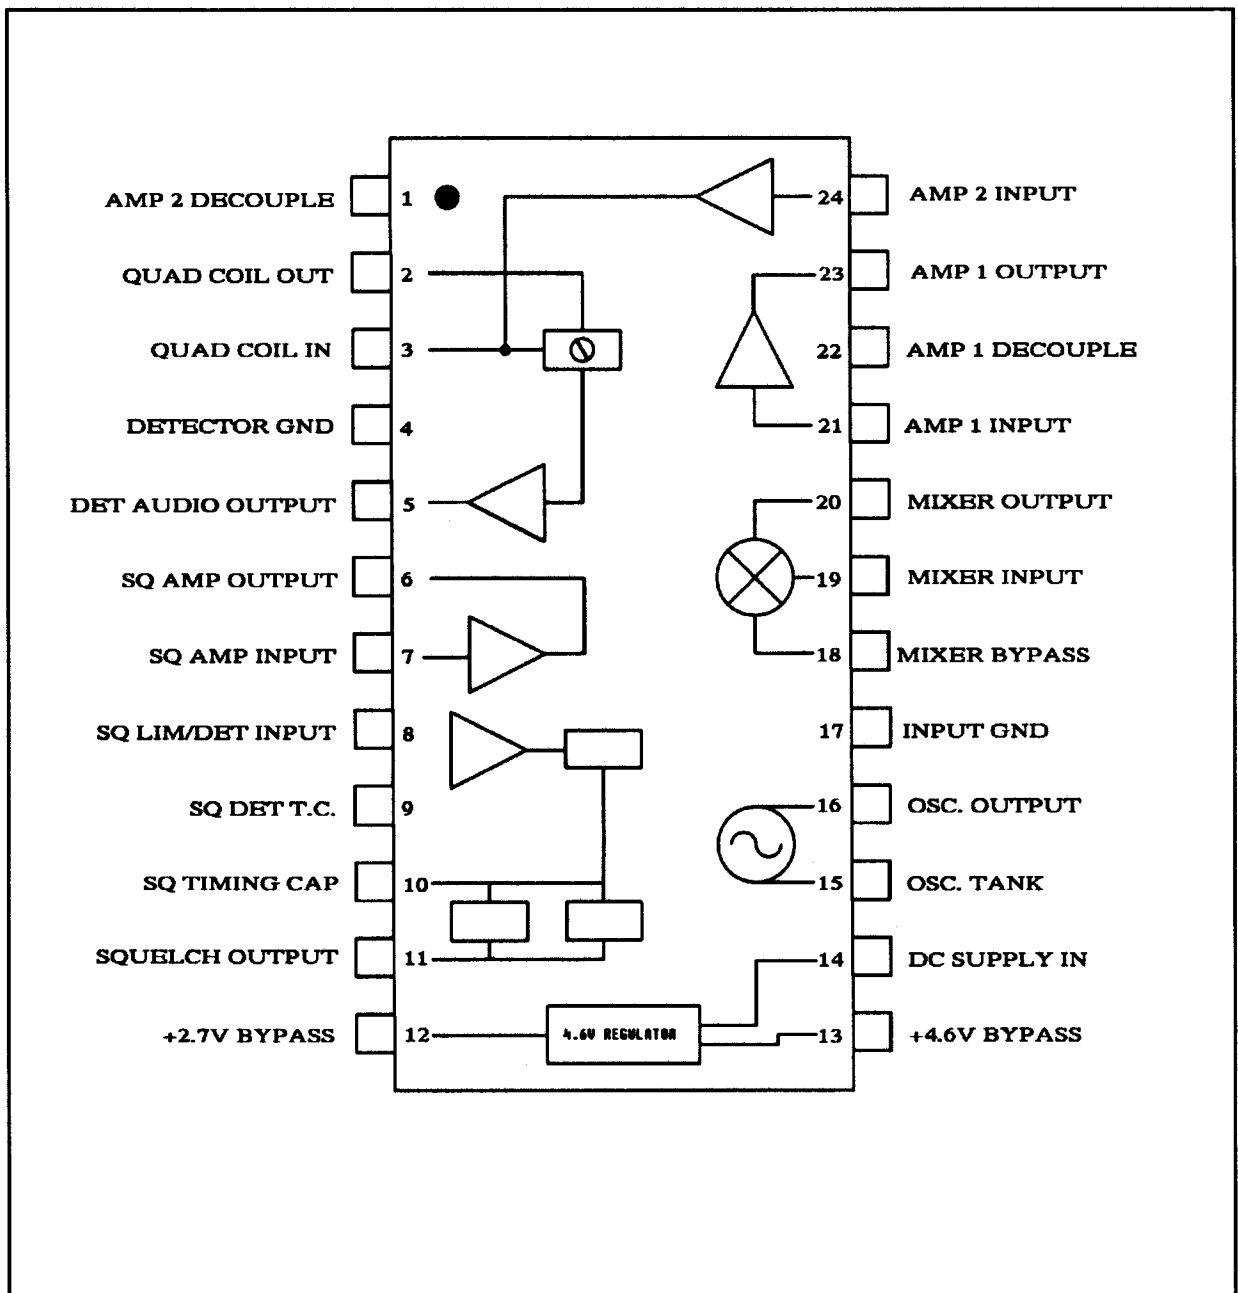 AMP 2 DECOUPLE 1 24 AMP 2 INPUT
QUAD COIL OUT 2 23 AMP 1 OUTPUT
QUAD COIL IN 3 22 AMP 1 DECOUPLE
DETECTOR GND 4 21 AMP 1 INPUT
DET AUDIO OUTPUT 5 20 MIXER OUTPUT
SQ AMP OUTPUT 6 19 MIXER INPUT
SQ AMP INPUT 7 18 MIXER BYPASS
SQ LIM/DET INPUT 8 17 INPUT GND
SQ DET T.C. 9 16 OSC. OUTPUT
SQ TIMING CAP 10 15 OSC. TANK
SQUELCH OUTPUT 11 14 DC SUPPLY IN
+2.7V BYPASS 12 4.6V REGULATOR 13 +4.6V BYPASS